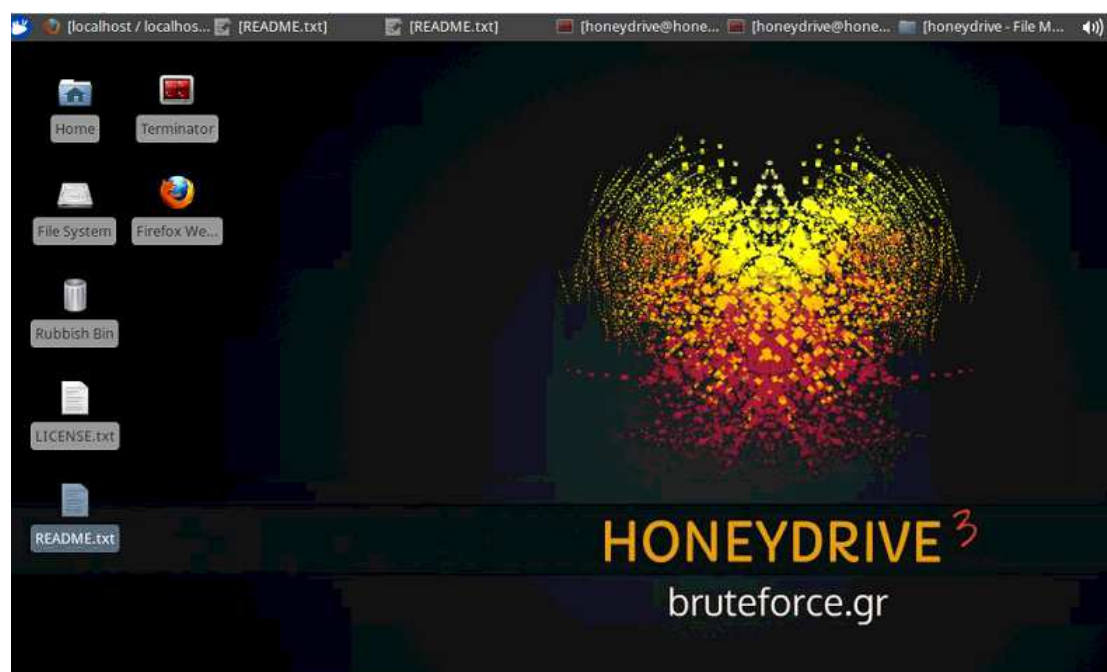 [localhost / localhos... [README.txt] [README.txt] [honeydrive@hone... [honeydrive@hone... [honeydrive - File M...
Home Terminator
File System Firefox We...
Rubbish Bin
LICENSE.txt
README.txt
HONEYDRIVE 3
bruteforce.gr